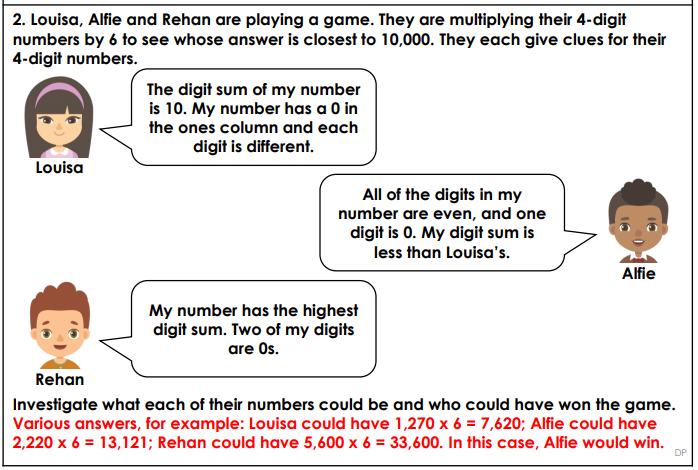 2. Louisa, Alfie and Rehan are playing a game. They are multiplying their 4-digit
numbers by 6 to see whose answer is closest to 10,000. They each give clues for their
4-digit numbers.
The digit sum of my number
is 10. My number has a 0 in
the ones column and each
digit is different.
Louisa
All of the digits in my
number are even, and one
digit is 0. My digit sum is
less than Louisa’s.
Alfie
My number has the highest
digit sum. Two of my digits
are 0s.
Rehan
Investigate what each of their numbers could be and who could have won the game.
Various answers, for example: Louisa could have 1,270 x 6 = 7,620; Alfie could have
2,220 x 6 = 13,121; Rehan could have 5,600 x 6 = 33,600. In this case, Alfie would win.
DP